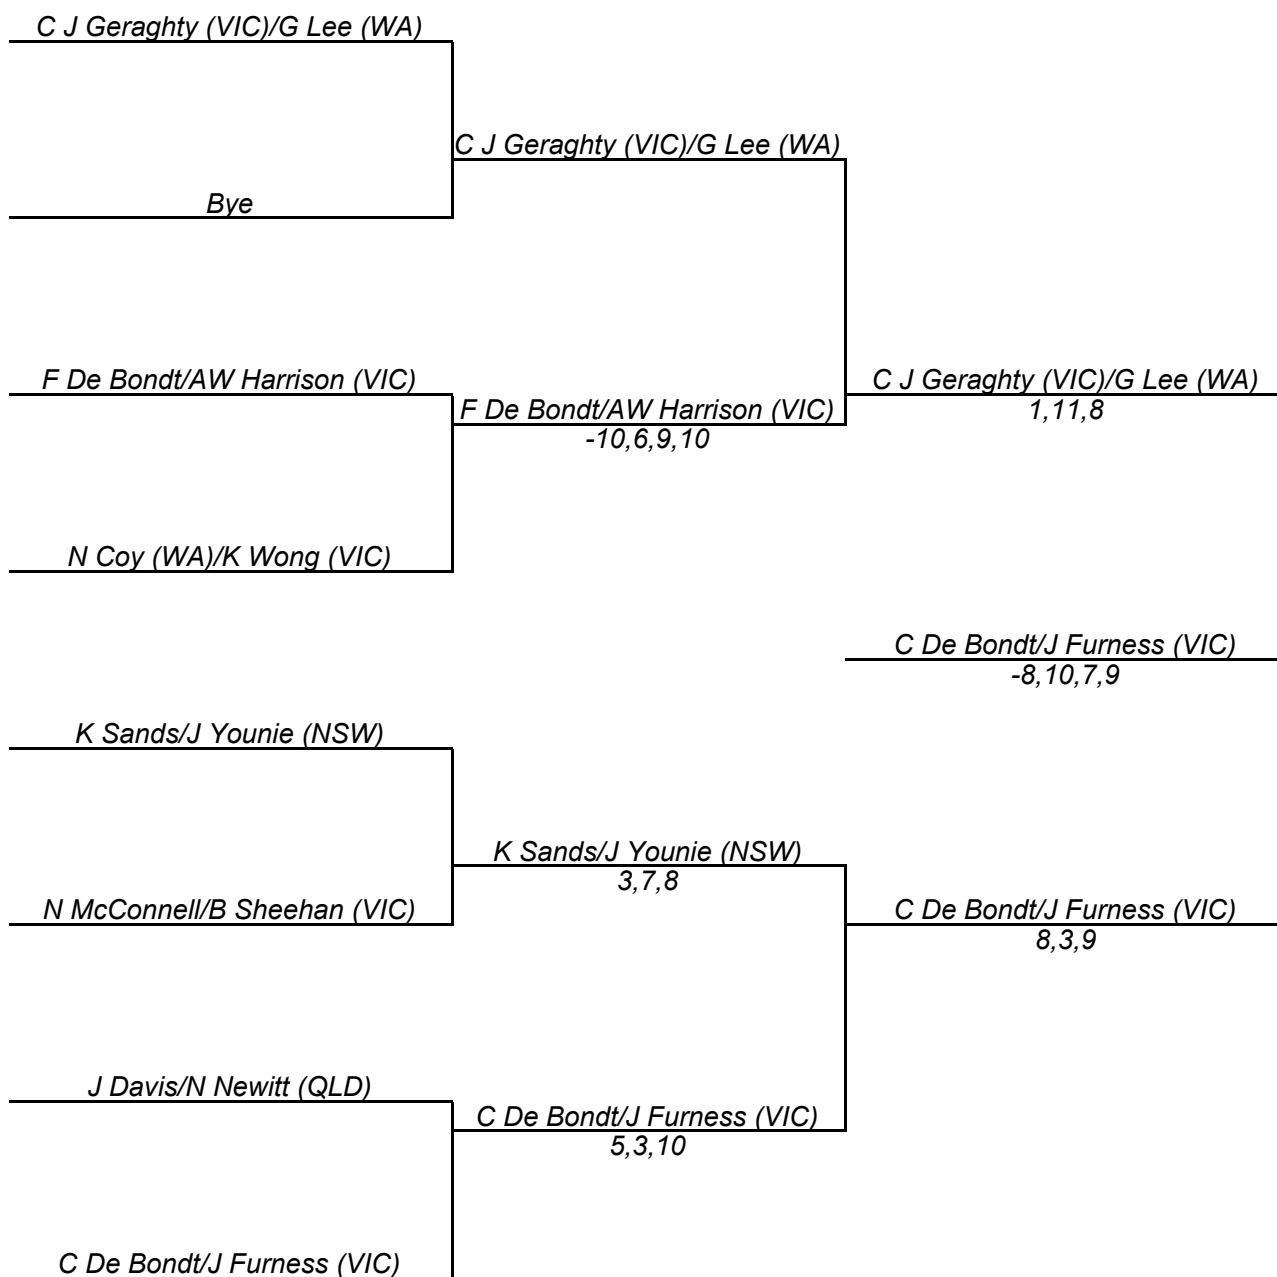 C J Geraghty (VIC)/G Lee (WA)
C J Geraghty (VIC)/G Lee (WA)
Bye
F De Bondt/AW Harrison (VIC)
C J Geraghty (VIC)/G Lee (WA)
F De Bondt/AW Harrison (VIC)
1,11,8
-10,6,9,10
N Coy (WA)/K Wong (VIC)
C De Bondt/J Furness (VIC)
-8,10,7,9
K Sands/J Younie (NSW)
K Sands/J Younie (NSW)
3,7,8
N McConnell/B Sheehan (VIC)
C De Bondt/J Furness (VIC)
8,3,9
J Davis/N Newitt (QLD)
C De Bondt/J Furness (VIC)
5,3,10
C De Bondt/J Furness (VIC)